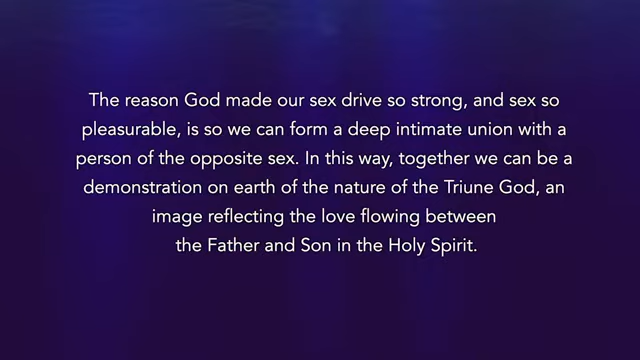 The reason God made our sex drive so strong, and sex so
pleasurable, is so we can form a deep intimate union with a
person of the opposite sex. In this way, together we can be a
demonstration on earth of the nature of the Triune God, an
image reflecting the love flowing between
the Father and Son in the Holy Spirit.